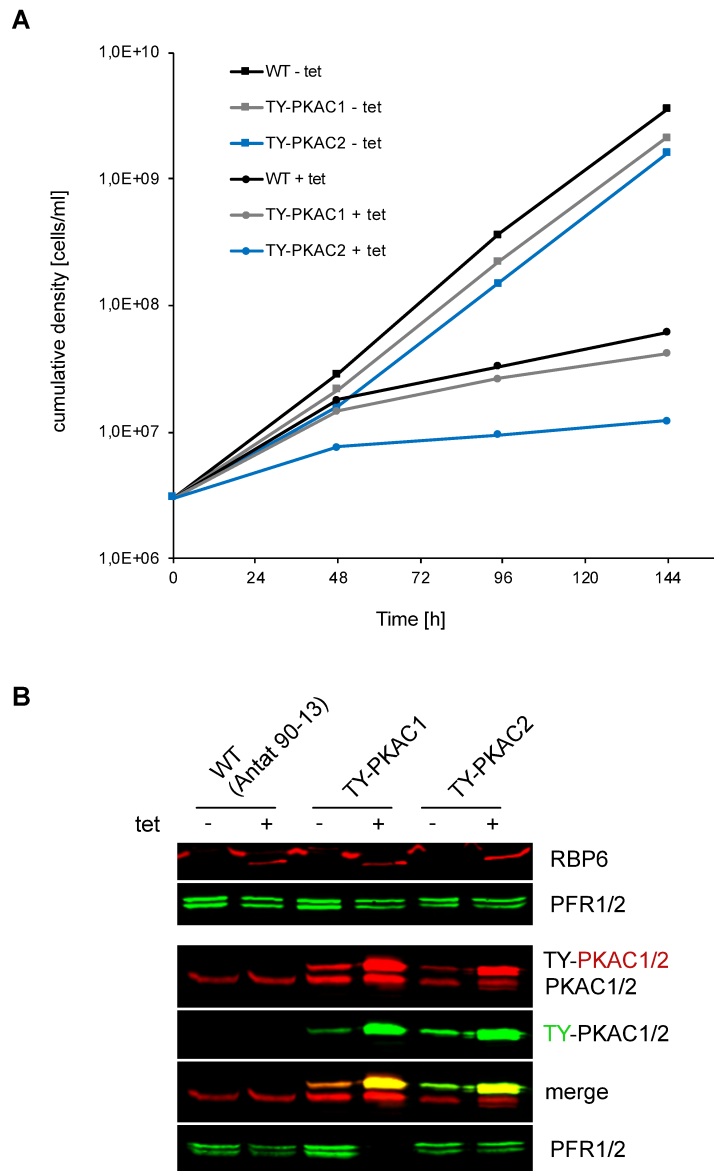 A
1,0E+10
1,0E+09
1,0E+08
1,0E+07
1,0E+06
cumulative density [cells/ml]
WT - tet
TY-PKAC1 - tet
TY-PKAC2 - tet
WT + tet
TY-PKAC1 + tet
TY-PKAC2 + tet
0 24 48 72 96 120 144
Time [h]
B
WT
(Antat 90-13)
TY-PKAC1
TY-PKAC2
tet - + - + - +
RBP6
PFR1/2
TY-PKAC1/2
PKAC1/2
TY-PKAC1/2
merge
PFR1/2